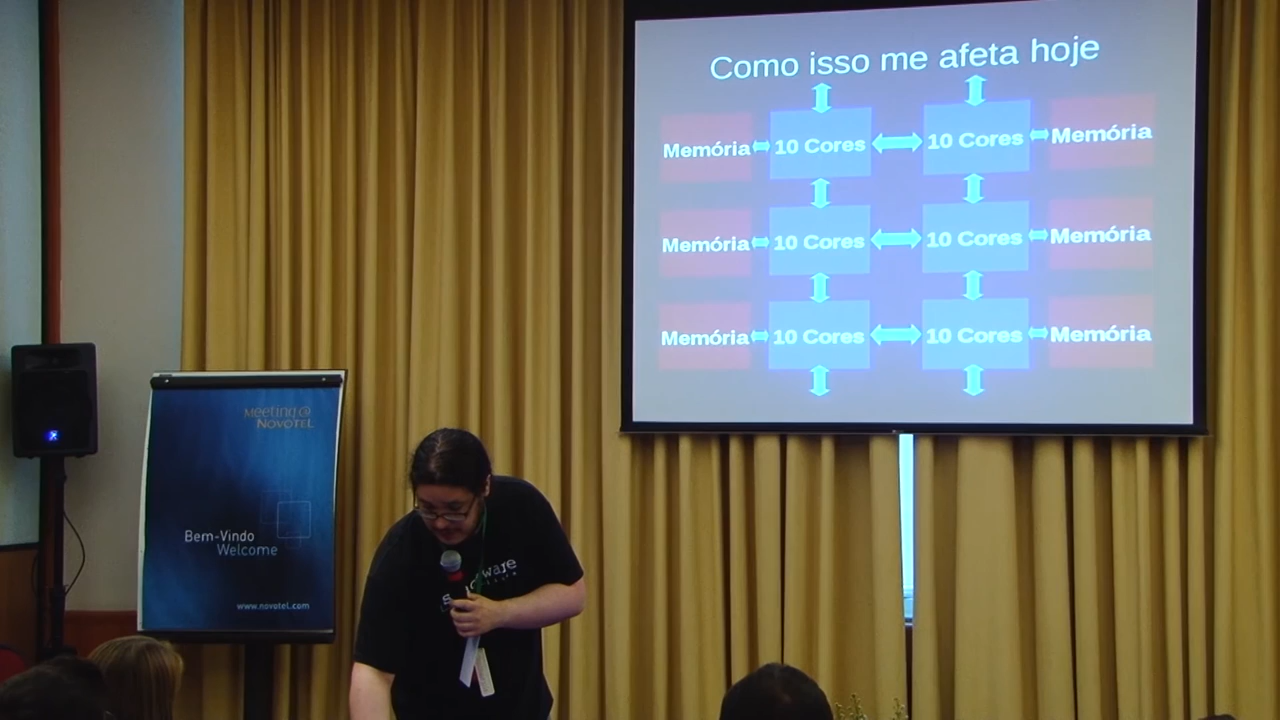 Como isso me afeta hoje
Memória 10 Cores 10 Cores Memória
Memória 10 Cores 10 Cores Memória
Memória 10 Cores 10 Cores Memória
Meeting@
Novotel
Bem-Vindo
Welcome
www.novotel.com